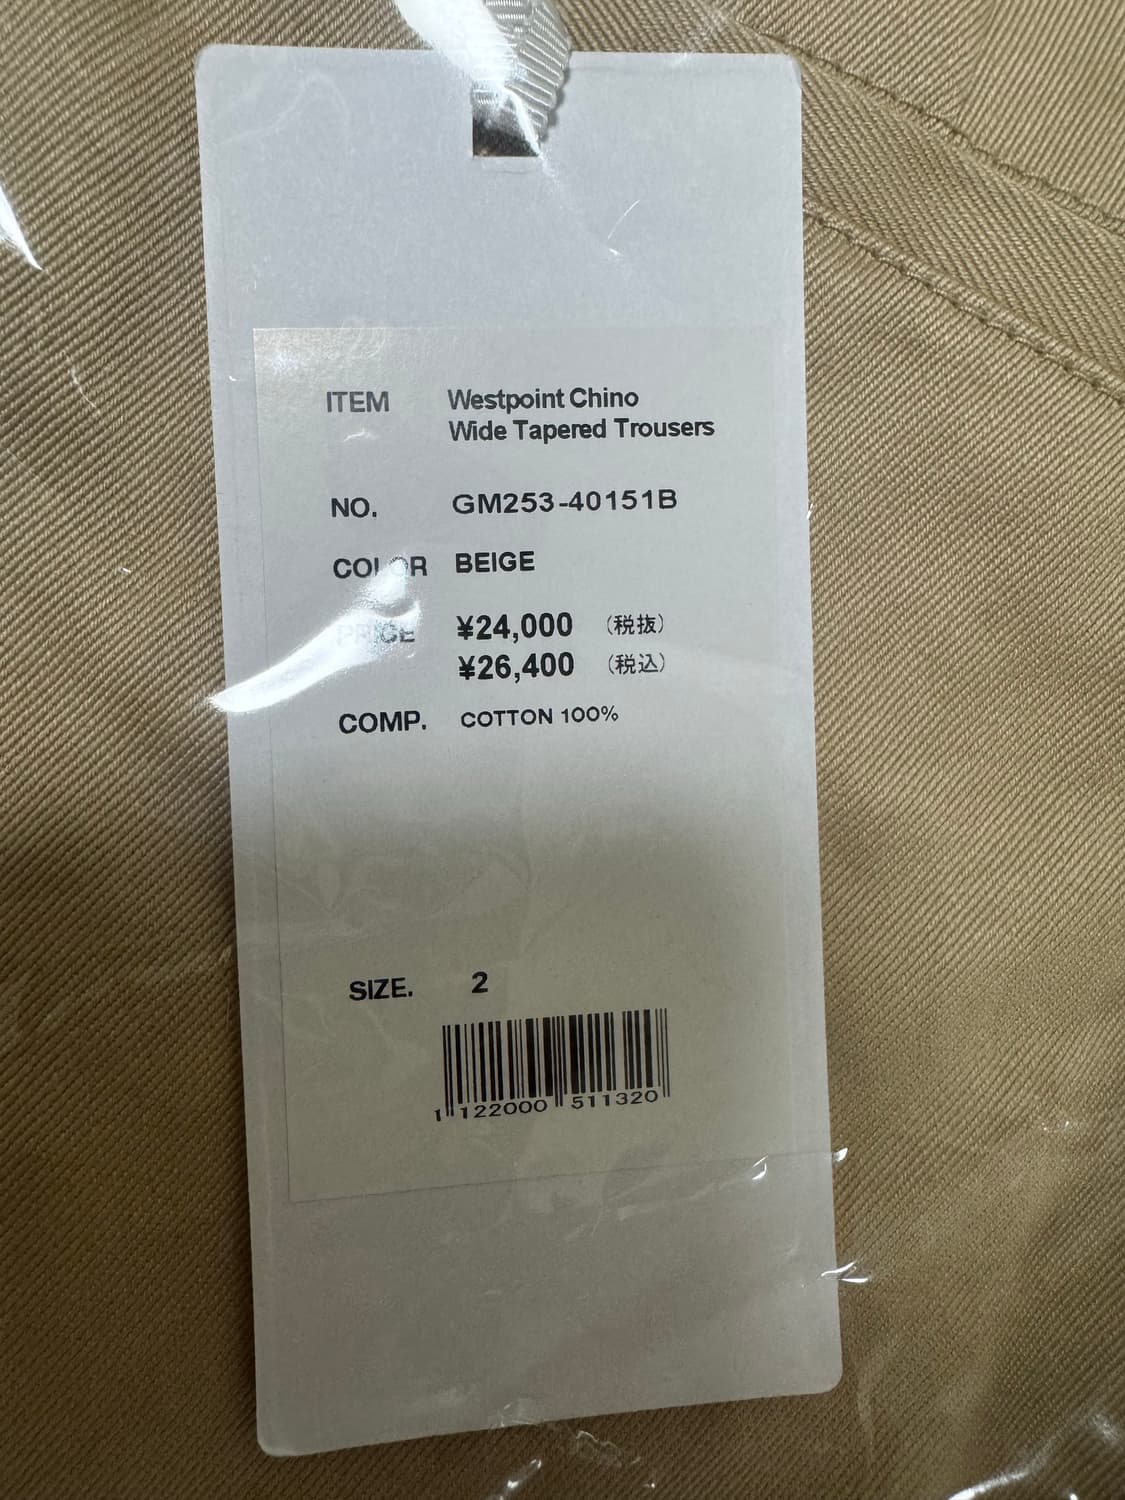 ITEM Westpoint Chino
Wide Tapered Trousers
NO. GM253-40151B
COLOR BEIGE
PRICE ¥24,000 (税抜)
¥26,400 (税込)
COMP. COTTON 100%
SIZE. 2
1 122000 511320